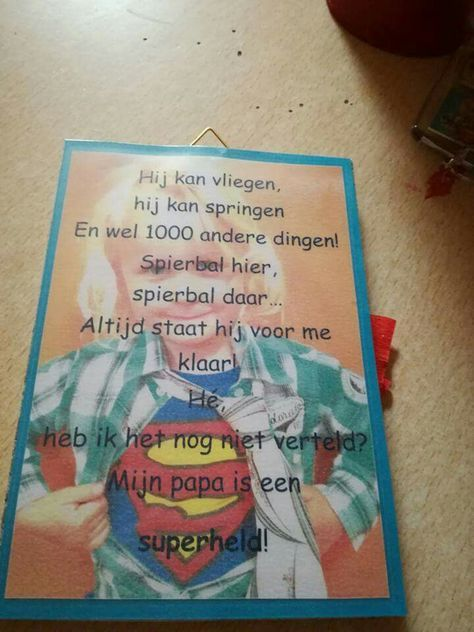 Hij kan vliegen,
hij kan springen
En wel 1000 andere dingen!
Spierbal hier,
spierbal daar...
Altijd staat hij voor me
klaar!
Hé,
heb ik het nog niet verteld?
Mijn papa is een
superheld!